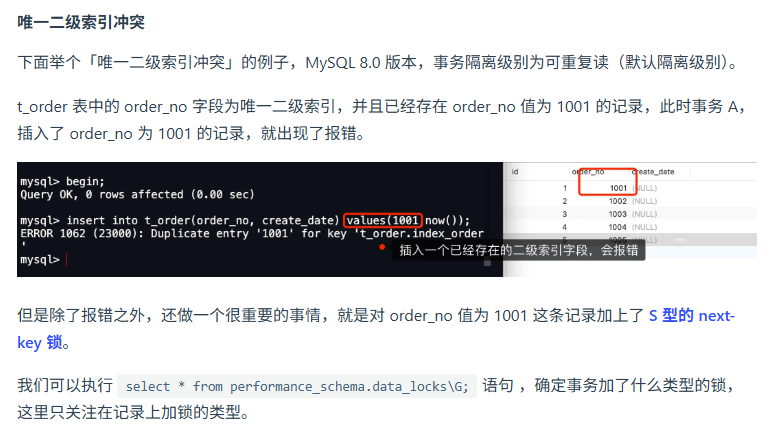 唯一二级索引冲突
下面举个「唯一二级索引冲突」的例子，MySQL 8.0 版本，事务隔离级别为可重复读（默认隔离级别）。
t_order 表中的 order_no 字段为唯一二级索引，并且已经存在 order_no 值为 1001 的记录，此时事务 A，
插入了 order_no 为 1001 的记录，就出现了报错。
mysql> begin;
Query OK, 0 rows affected (0.00 sec)
mysql> insert into t_order(order_no, create_date) values(1001 now());
ERROR 1062 (23000): Duplicate entry '1001' for key 't_order.index_order
'
mysql>
插入一个已经存在的二级索引字段，会报错
id order_no create_date
1 1001 (NULL)
2 1002 (NULL)
3 1003 (NULL)
4 1004 (NULL)
5 1005 (NULL)
但是除了报错之外，还做一个很重要的事情，就是对 order_no 值为 1001 这条记录加上了 S 型的 next-
key 锁。
我们可以执行 select * from performance_schema.data_locks\G; 语句 ，确定事务加了什么类型的锁，
这里只关注在记录上加锁的类型。